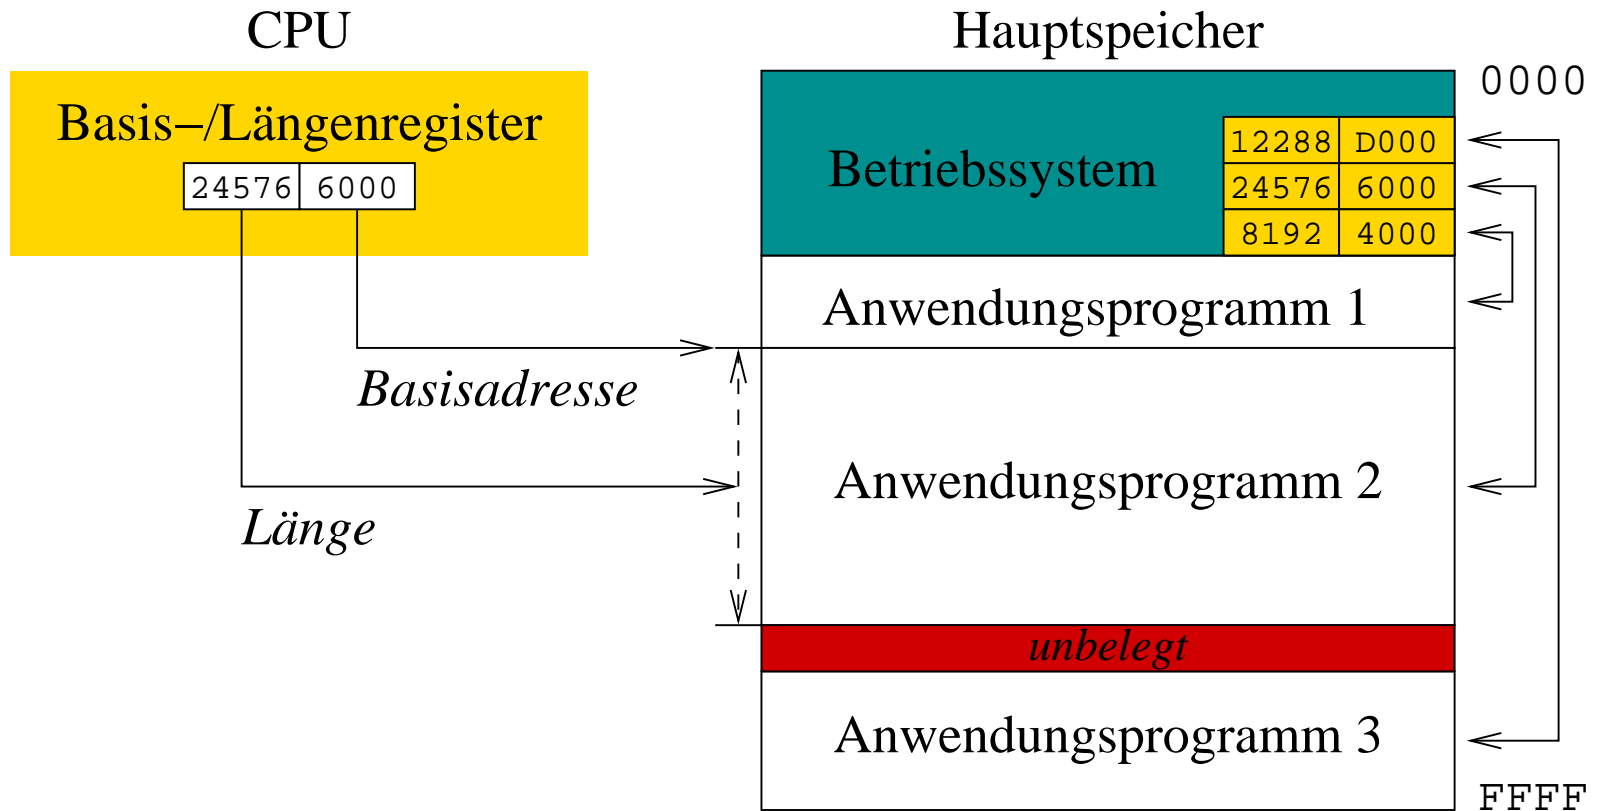 CPU
Basis–/Längenregister
24576 6000
Basisadresse
Länge
Hauptspeicher
0000
Betriebssystem
12288 D000
24576 6000
8192 4000
Anwendungsprogramm 1
Anwendungsprogramm 2
unbelegt
Anwendungsprogramm 3
FFFF